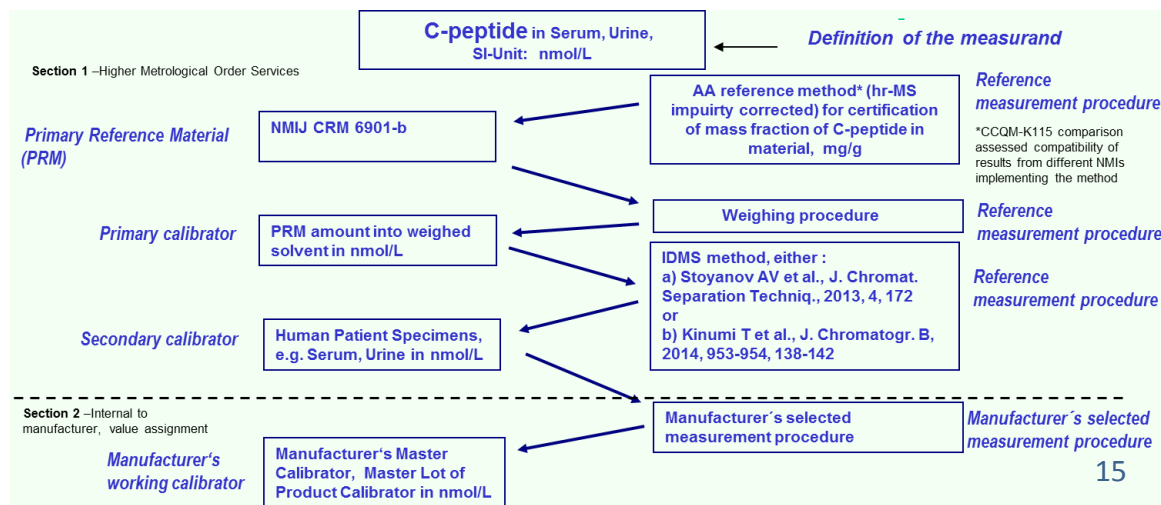 C-peptide in Serum, Urine,
SI-Unit: nmol/L
Definition of the measurand
Section 1 –Higher Metrological Order Services
AA reference method* (hr-MS
impuirty corrected) for certification
of mass fraction of C-peptide in
material, mg/g
Reference
measurement procedure
*CCQM-K115 comparison
assessed compatibility of
results from different NMIs
implementing the method
Primary Reference Material
(PRM)
NMIJ CRM 6901-b
Weighing procedure
Reference
measurement procedure
Primary calibrator
PRM amount into weighed
solvent in nmol/L
IDMS method, either :
a) Stoyanov AV et al., J. Chromat.
Separation Techniq., 2013, 4, 172
or
b) Kinumi T et al., J. Chromatogr. B,
2014, 953-954, 138-142
Reference
measurement procedure
Secondary calibrator
Human Patient Specimens,
e.g. Serum, Urine in nmol/L
Section 2 –Internal to
manufacturer, value assignment
Manufacturer´s selected
measurement procedure
Manufacturer´s selected
measurement procedure
Manufacturer‘s
working calibrator
Manufacturer‘s Master
Calibrator, Master Lot of
Product Calibrator in nmol/L
15